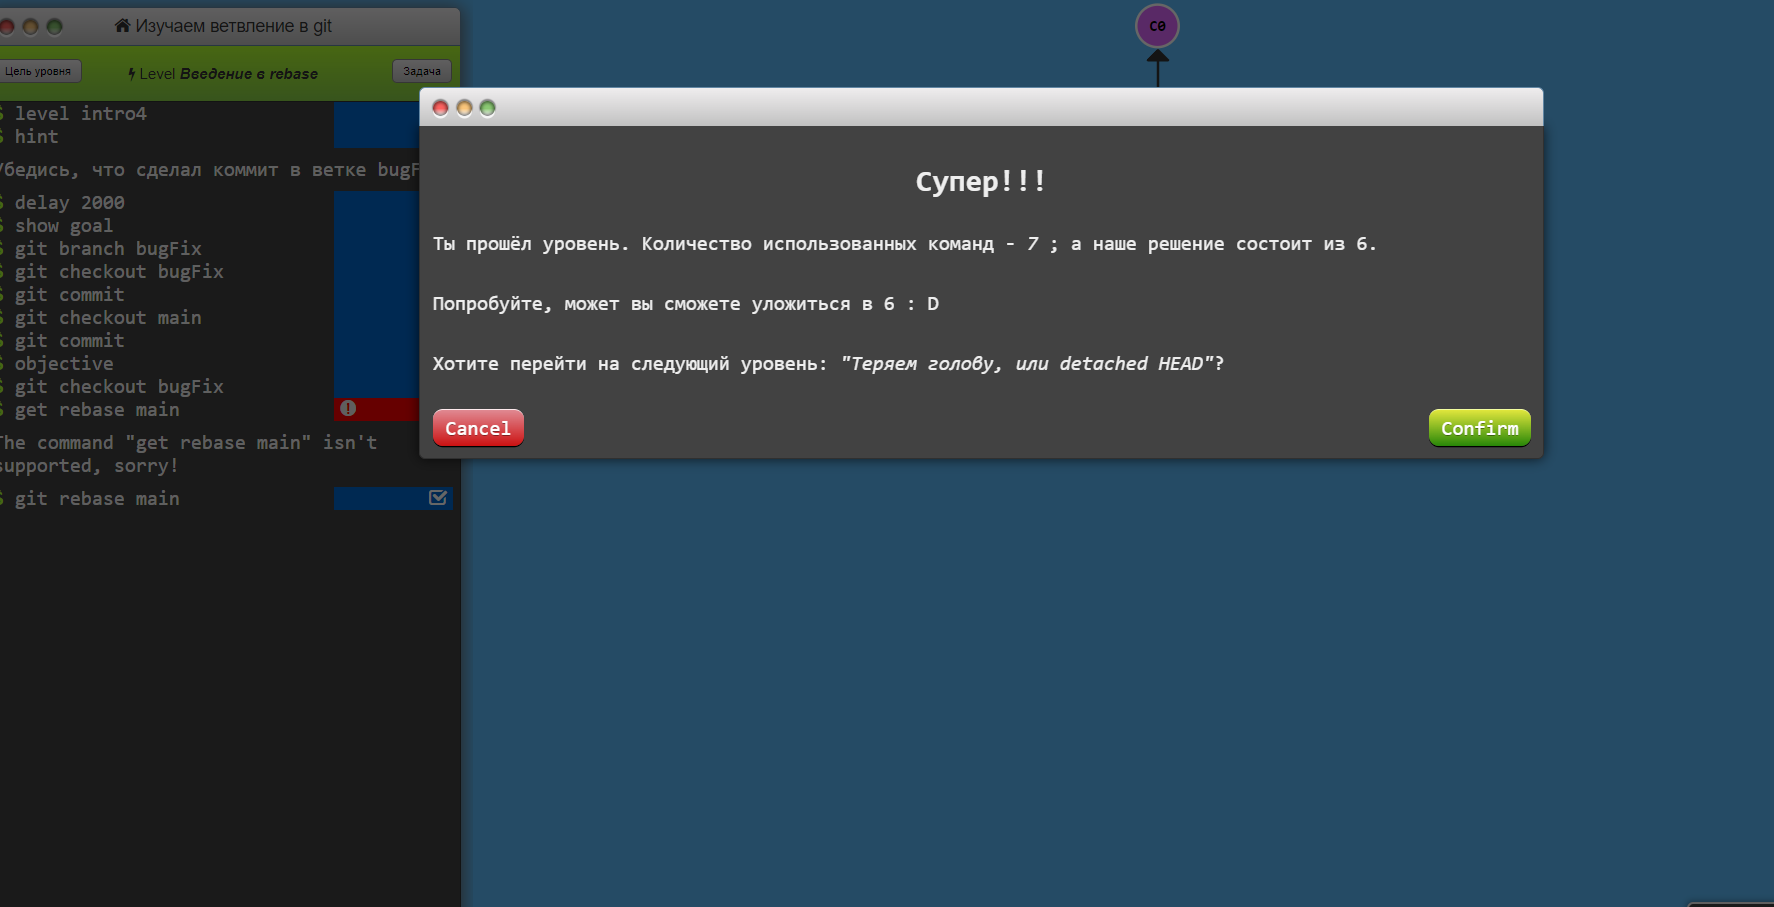 Изучаем ветвление в git
Цель уровня
Level Введение в rebase
Задача
$ level intro4
$ hint
Убедись, что сделал коммит в ветке bugF
$ delay 2000
$ show goal
$ git branch bugFix
$ git checkout bugFix
$ git commit
$ git checkout main
$ git commit
$ objective
$ git checkout bugFix
$ get rebase main
The command "get rebase main" isn't
supported, sorry!
$ git rebase main
C0
Супер!!!
Ты прошёл уровень. Количество использованных команд - 7 ; а наше решение состоит из 6.
Попробуйте, может вы сможете уложиться в 6 : D
Хотите перейти на следующий уровень: "Теряем голову, или detached HEAD"?
Cancel
Confirm